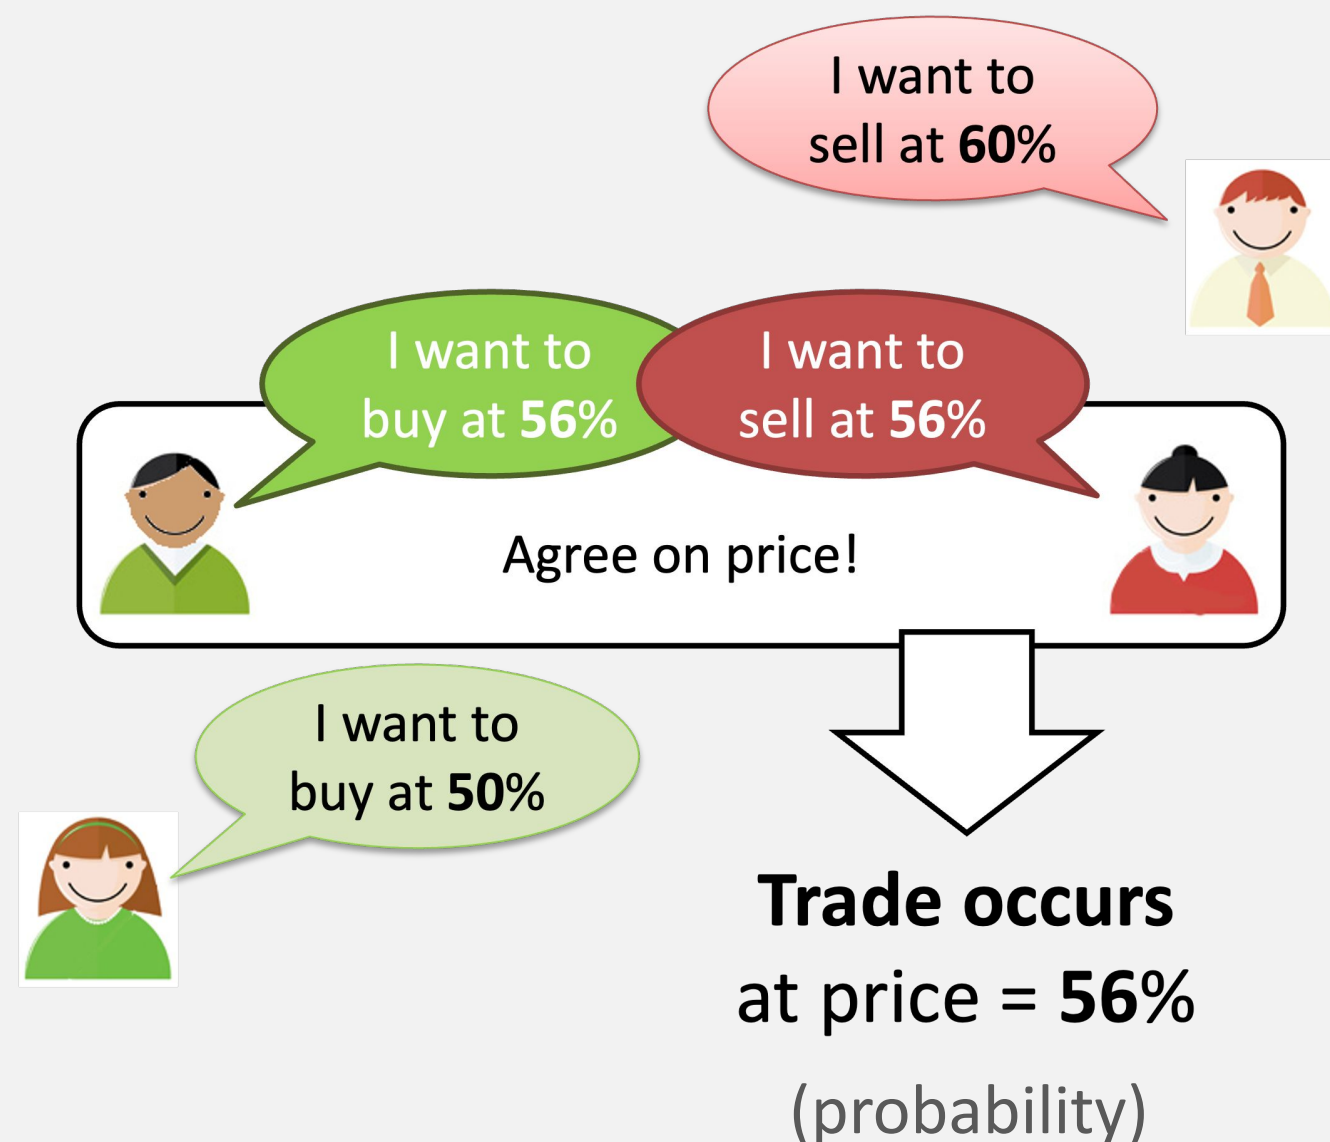 I want to
sell at 60%
I want to
buy at 56%
I want to
sell at 56%
Agree on price!
I want to
buy at 50%
Trade occurs
at price = 56%
(probability)